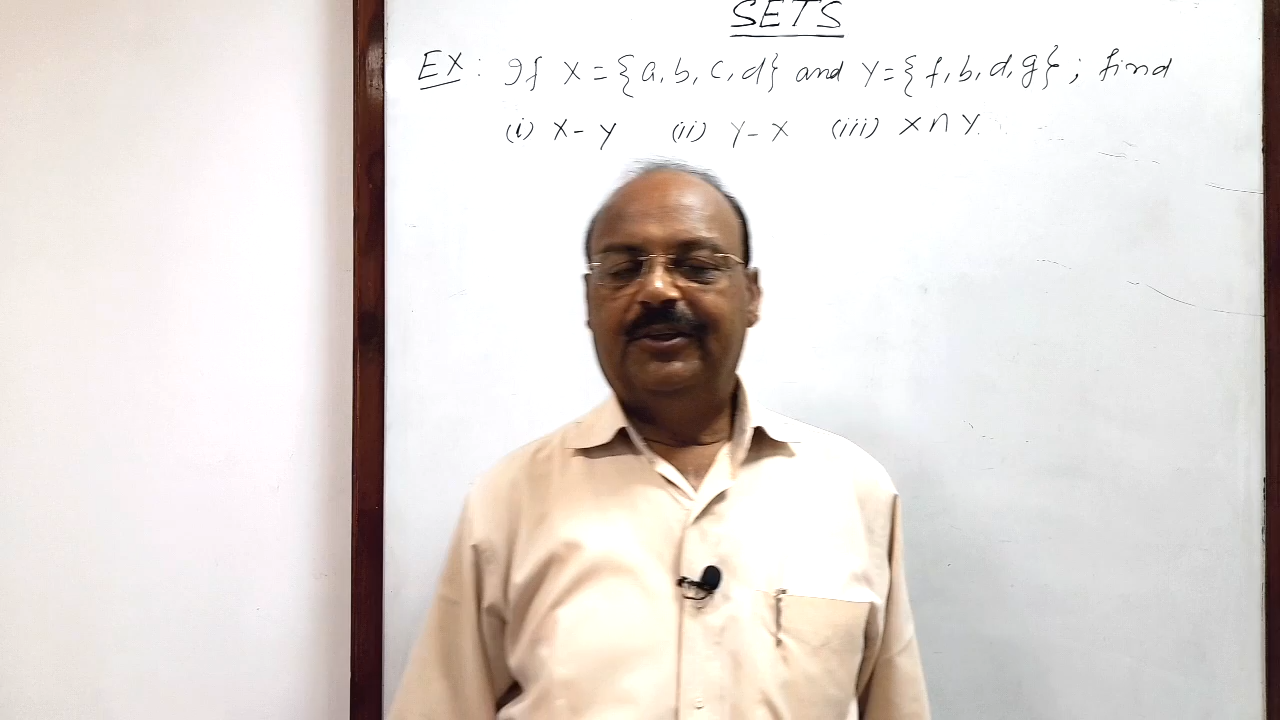 SETS
EX: If X = {a, b, c, d} and Y = {f, b, d, g}; find
(i) X - Y (ii) Y - X (iii) X ∩ Y.